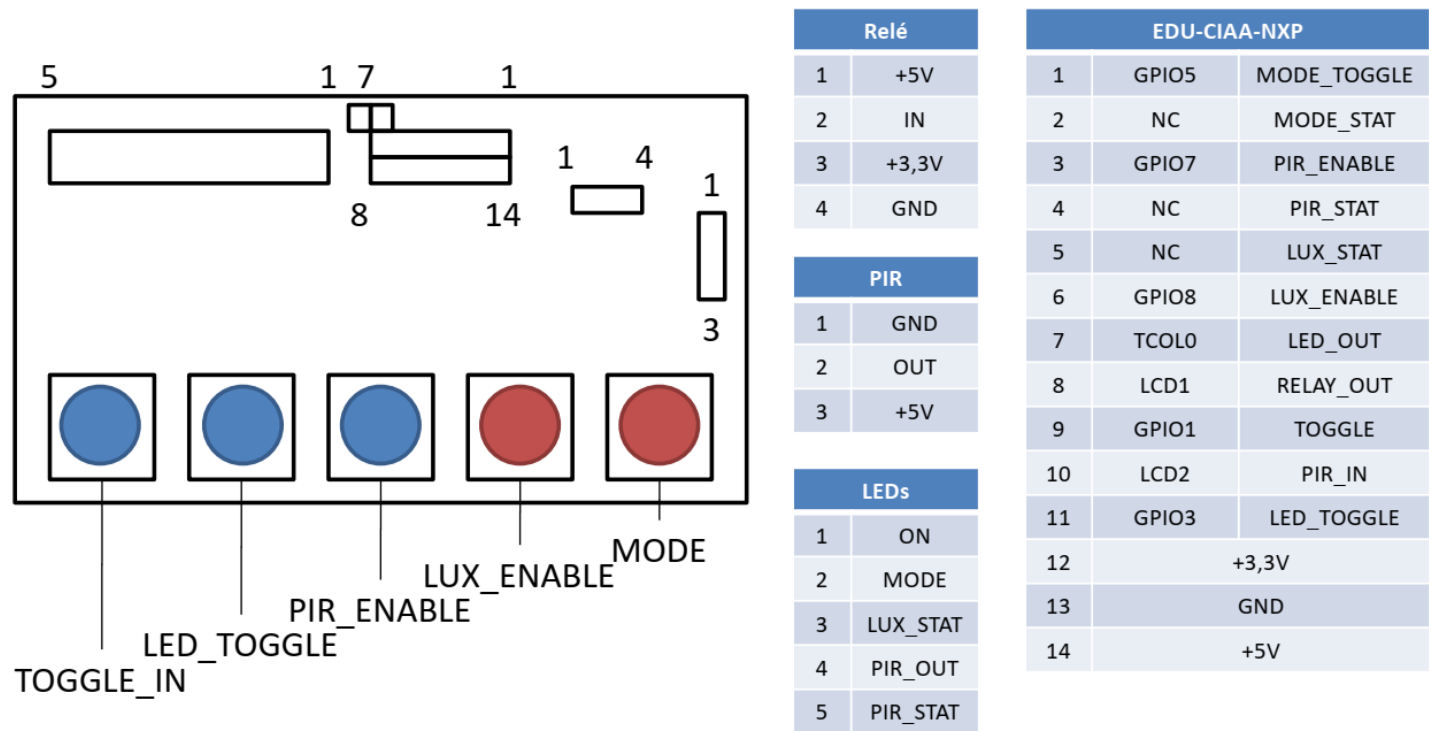 5 1 7 1
1 4
1
8 14
3
MODE
LUX_ENABLE
PIR_ENABLE
LED_TOGGLE
TOGGLE_IN
Relé
1 +5V
2 IN
3 +3,3V
4 GND
PIR
1 GND
2 OUT
3 +5V
LEDs
1 ON
2 MODE
3 LUX_STAT
4 PIR_OUT
5 PIR_STAT
EDU-CIAA-NXP
1 GPIO5 MODE_TOGGLE
2 NC MODE_STAT
3 GPIO7 PIR_ENABLE
4 NC PIR_STAT
5 NC LUX_STAT
6 GPIO8 LUX_ENABLE
7 TCOL0 LED_OUT
8 LCD1 RELAY_OUT
9 GPIO1 TOGGLE
10 LCD2 PIR_IN
11 GPIO3 LED_TOGGLE
12 +3,3V
13 GND
14 +5V